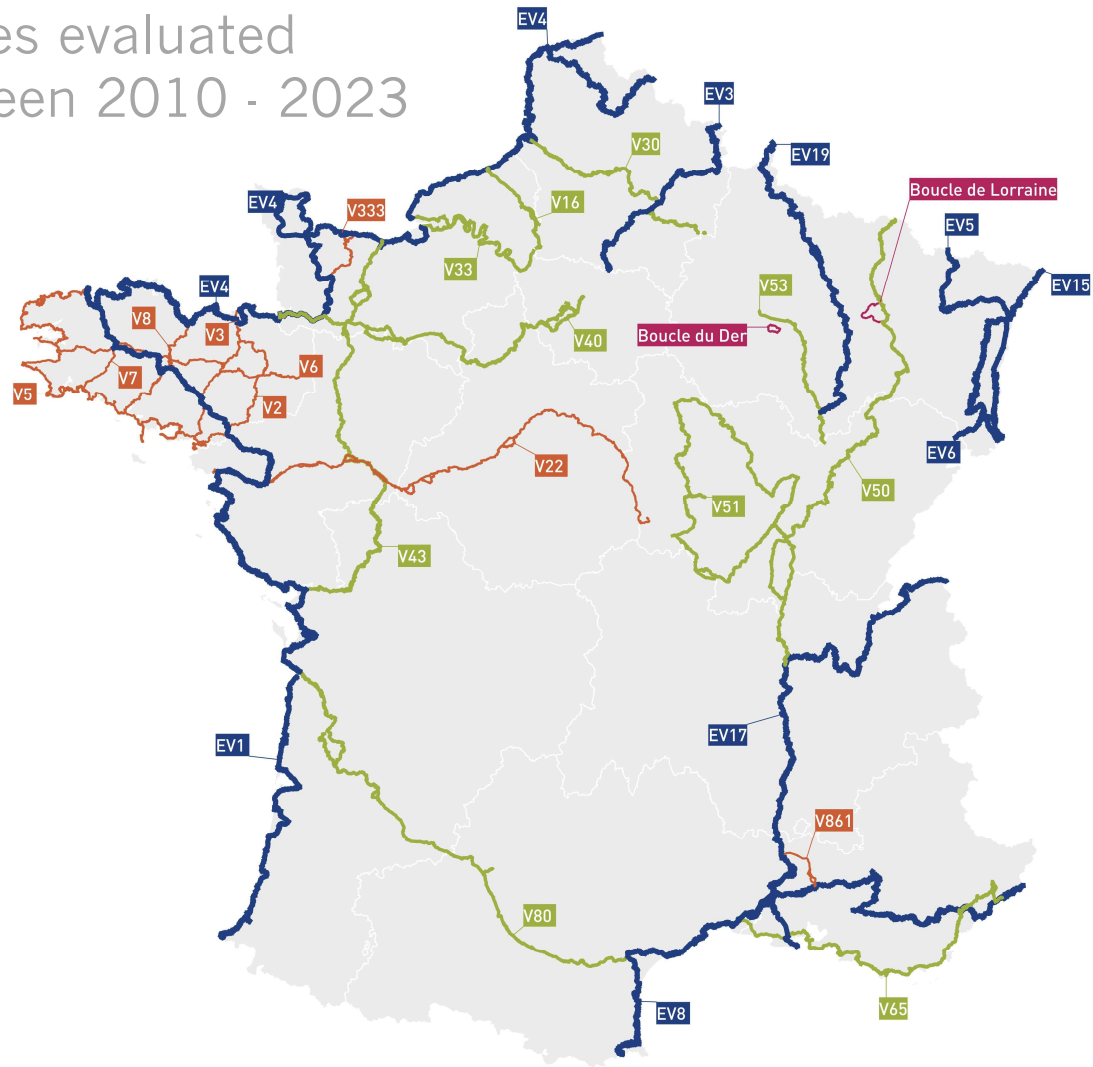 es evaluated
een 2010 - 2023
EV4
EV3
V30
EV19
Boucle de Lorraine
EV4
V333
V16
EV5
V33
EV15
EV4
V53
V8
V3
Boucle du Der
V40
V6
V7
V5
V2
EV6
V22
V50
V51
V43
EV17
EV1
V861
V80
V65
EV8